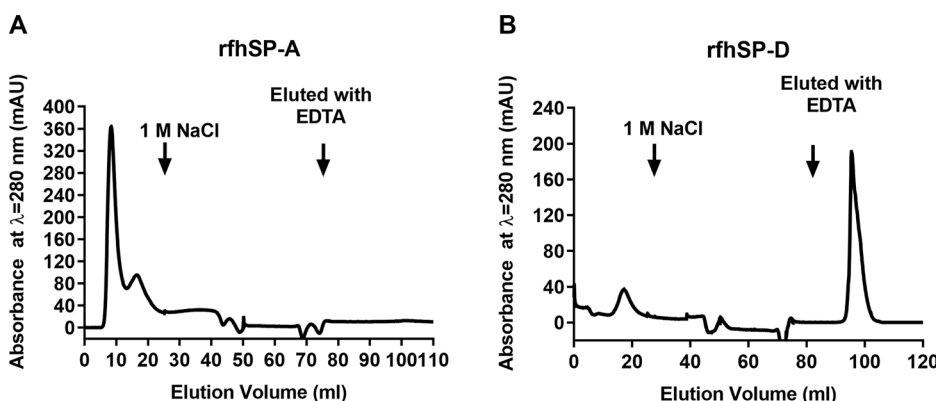 A
rfhSP-A
Absorbance at λ=280 nm (mAU)
400
360
320
280
240
200
160
120
80
40
0
1 M NaCl
Eluted with
EDTA
0 10 20 30 40 50 60 70 80 90 100 110
Elution Volume (ml)
B
rfhSP-D
Absorbance at λ=280 nm (mAU)
240
200
160
120
80
40
0
1 M NaCl
Eluted with
EDTA
0 20 40 60 80 100 120
Elution Volume (ml)